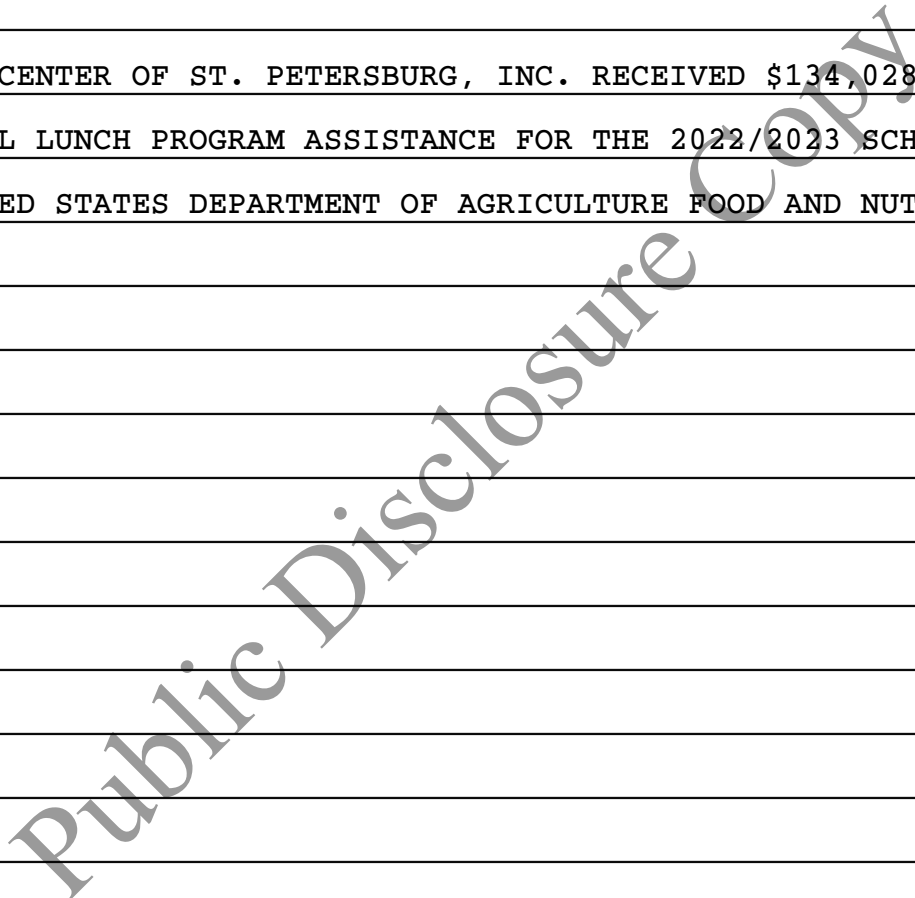 CENTER OF ST. PETERSBURG, INC. RECEIVED $134,028
L LUNCH PROGRAM ASSISTANCE FOR THE 2022/2023 SCH
ED STATES DEPARTMENT OF AGRICULTURE FOOD AND NUT
Public Disclosure Copy